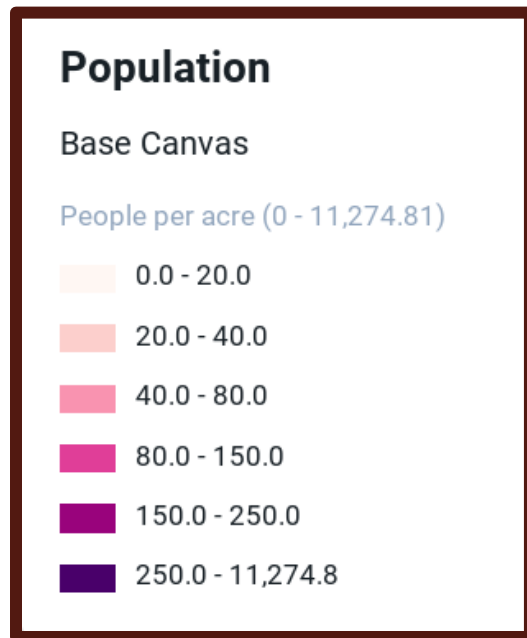 Population
Base Canvas
People per acre (0 - 11,274.81)
0.0 - 20.0
20.0 - 40.0
40.0 - 80.0
80.0 - 150.0
150.0 - 250.0
250.0 - 11,274.8